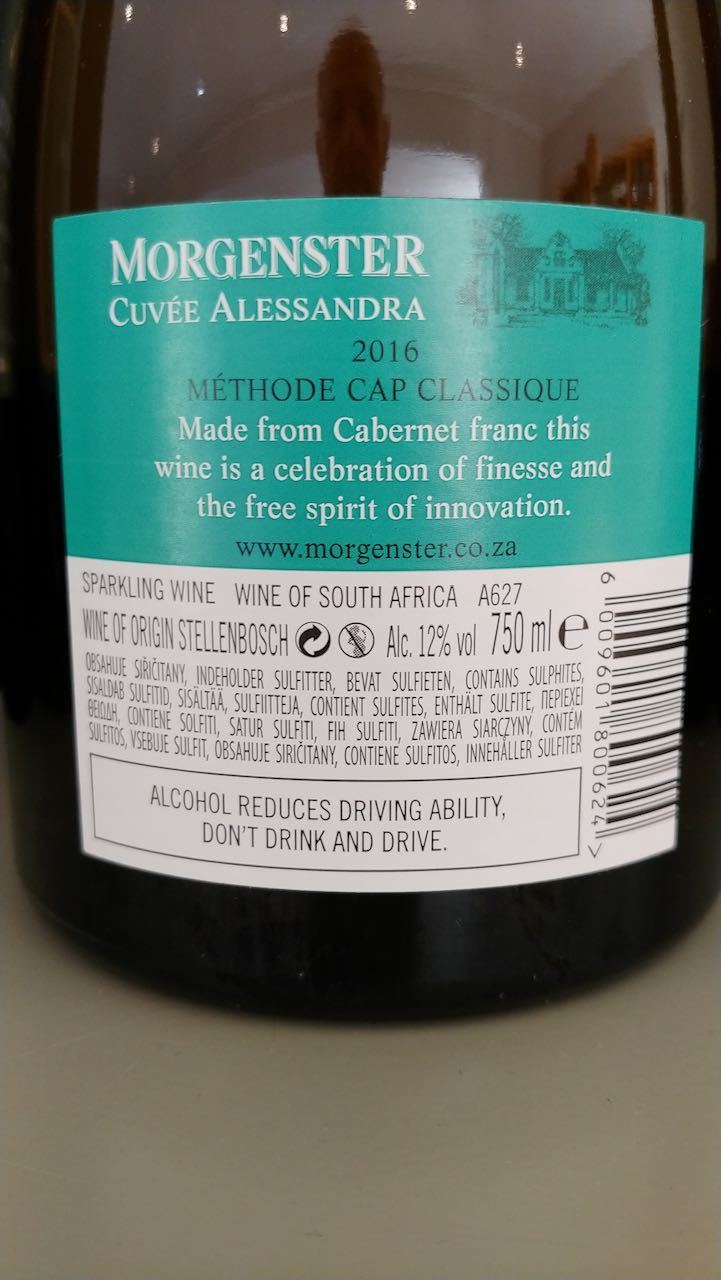 MORGENSTER
CUVÉE ALESSANDRA
2016
MÉTHODE CAP CLASSIQUE
Made from Cabernet franc this
wine is a celebration of finesse and
the free spirit of innovation.
www.morgenster.co.za
SPARKLING WINE WINE OF SOUTH AFRICA A627
WINE OF ORIGIN STELLENBOSCH Alc. 12% vol 750 ml e
OBSAHUJE SIŘIČITANY, INDEHOLDER SULFITTER, BEVAT SULFIETEN, CONTAINS SULPHITES,
SISALDAB SULFITID, SISÄLTÄÄ, SULFIITTEJA, CONTIENT SULFITES, ENTHÄLT SULFITE, ΠΕΡΙΕΧΕΙ
ΘΕΙΩΔΗ, CONTIENE SOLFITI, SATUR SULFITI, FIH SULFITI, ZAWIERA SIARCZYNY, CONTÉM
SULFITOS, VSEBUJE SULFIT, OBSAHUJE SIRIČITANY, CONTIENE SULFITOS, INNEHÅLLER SULFITER
ALCOHOL REDUCES DRIVING ABILITY,
DON'T DRINK AND DRIVE.
6 009601 800624 >